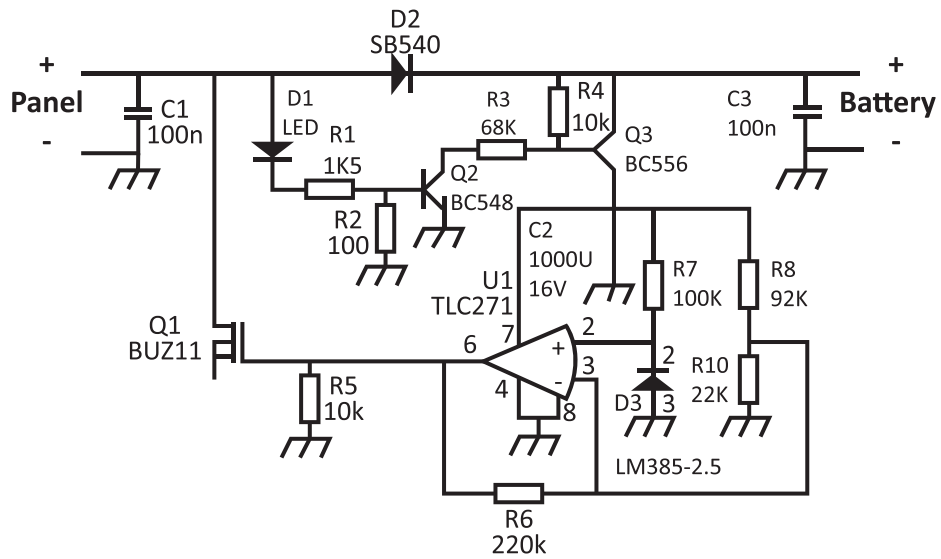 D2
SB540
+
Panel
-
C1
100n
D1
LED
R1
1K5
R2
100
R3
68K
R4
10k
Q2
BC548
Q3
BC556
C3
100n
+
Battery
-
C2
1000U
16V
U1
TLC271
7
6
4
8
+
-
2
3
R7
100K
R8
92K
2
D3
3
R10
22K
LM385-2.5
Q1
BUZ11
R5
10k
R6
220k